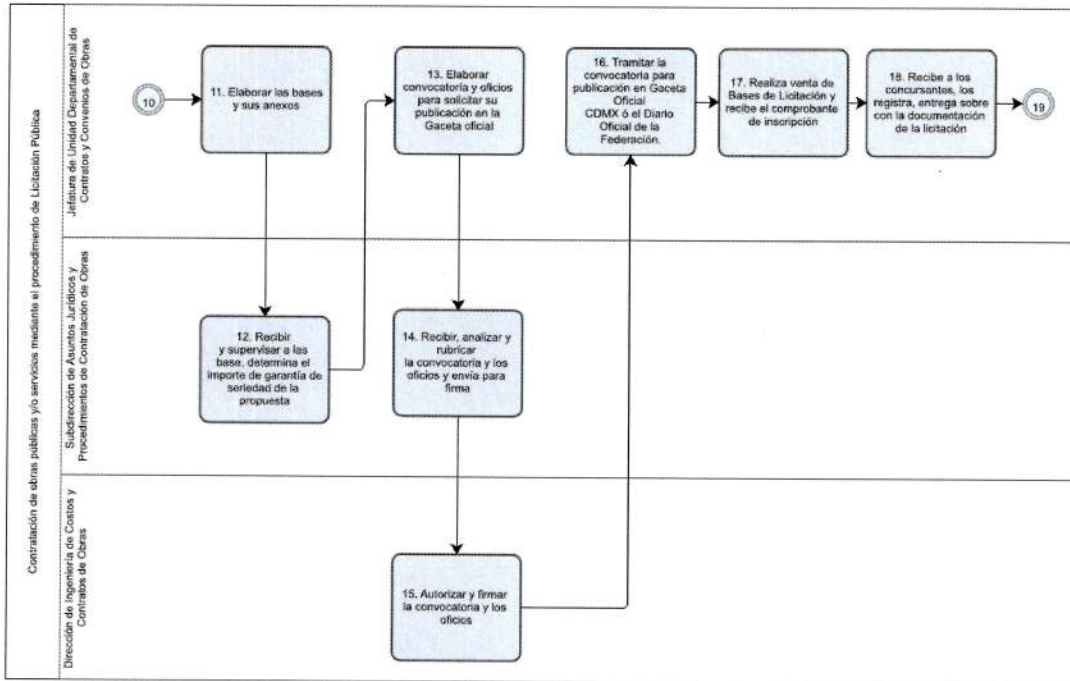 Contratación de obras públicas y/o servicios mediante el procedimiento de Licitación Pública
Jefatura de Unidad Departamental de
Contratos y Convenios de Obras
10
11. Elaborar las bases
y sus anexos
13. Elaborar
convocatoria y oficios
para solicitar su
publicación en la
Gaceta oficial
16. Tramitar la
convocatoria para
publicación en Gaceta
Oficial
CDMX ó el Diario
Oficial de la
Federación.
17. Realiza venta de
Bases de Licitación y
recibe el comprobante
de inscripción
18. Recibe a los
concursantes, los
registra, entrega sobre
con la documentación
de la licitación
19
Subdirección de Asuntos Jurídicos y
Procedimientos de Contratación de Obras
12. Recibir
y supervisar a las
base, determina el
importe de garantía de
seriedad de la
propuesta
14. Recibir, analizar y
rubricar
la convocatoria y los
oficios y envía para
firma
Dirección de Ingeniería de Costos y
Contratos de Obras
15. Autorizar y firmar
la convocatoria y los
oficios